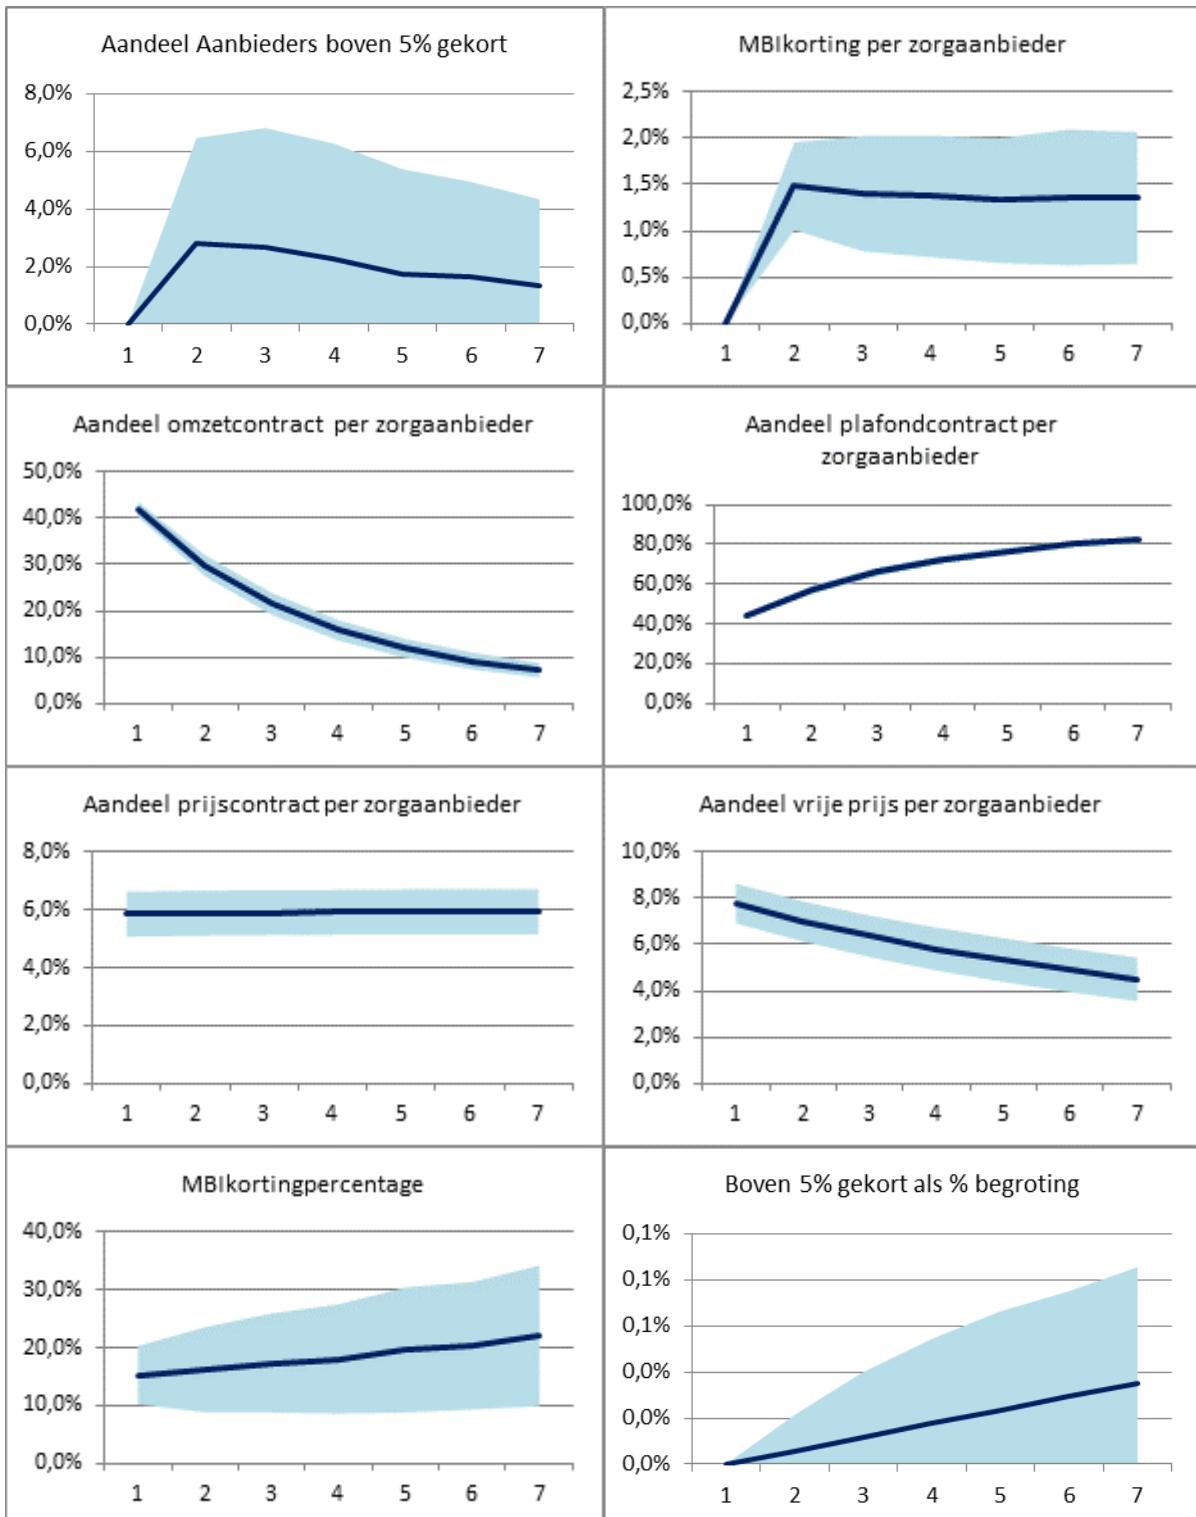 Aandeel Aanbieders boven 5% gekort
8,0%
6,0%
4,0%
2,0%
0,0%
1 2 3 4 5 6 7
MBIkorting per zorgaanbieder
2,5%
2,0%
1,5%
1,0%
0,5%
0,0%
1 2 3 4 5 6 7
Aandeel omzetcontract per zorgaanbieder
50,0%
40,0%
30,0%
20,0%
10,0%
0,0%
1 2 3 4 5 6 7
Aandeel plafondcontract per
zorgaanbieder
100,0%
80,0%
60,0%
40,0%
20,0%
0,0%
1 2 3 4 5 6 7
Aandeel prijscontract per zorgaanbieder
8,0%
6,0%
4,0%
2,0%
0,0%
1 2 3 4 5 6 7
Aandeel vrije prijs per zorgaanbieder
10,0%
8,0%
6,0%
4,0%
2,0%
0,0%
1 2 3 4 5 6 7
MBIkortingpercentage
40,0%
30,0%
20,0%
10,0%
0,0%
1 2 3 4 5 6 7
Boven 5% gekort als % begroting
0,1%
0,1%
0,1%
0,0%
0,0%
0,0%
1 2 3 4 5 6 7